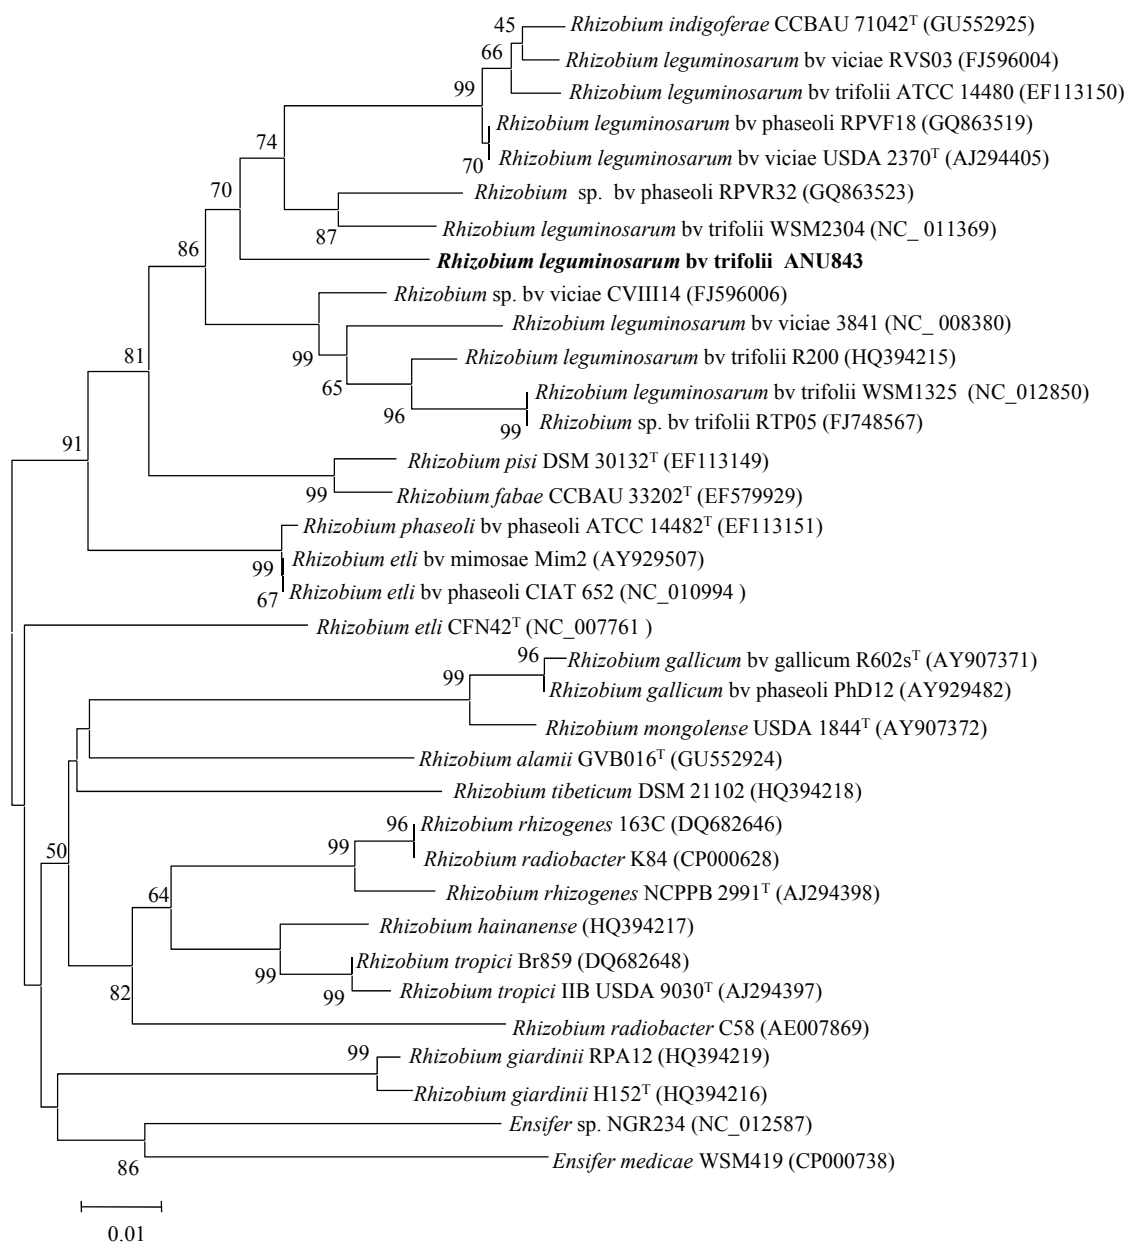 45
Rhizobium indigoferae CCBAU 71042ᵀ (GU552925)
66
Rhizobium leguminosarum bv viciae RVS03 (FJ596004)
99
Rhizobium leguminosarum bv trifolii ATCC 14480 (EF113150)
Rhizobium leguminosarum bv phaseoli RPVF18 (GQ863519)
74
70
Rhizobium leguminosarum bv viciae USDA 2370ᵀ (AJ294405)
70
Rhizobium sp. bv phaseoli RPVR32 (GQ863523)
87
Rhizobium leguminosarum bv trifolii WSM2304 (NC_ 011369)
86
Rhizobium leguminosarum bv trifolii ANU843
Rhizobium sp. bv viciae CVIII14 (FJ596006)
Rhizobium leguminosarum bv viciae 3841 (NC_ 008380)
81
99
Rhizobium leguminosarum bv trifolii R200 (HQ394215)
65
Rhizobium leguminosarum bv trifolii WSM1325 (NC_012850)
96
99
Rhizobium sp. bv trifolii RTP05 (FJ748567)
91
Rhizobium pisi DSM 30132ᵀ (EF113149)
99
Rhizobium fabae CCBAU 33202ᵀ (EF579929)
Rhizobium phaseoli bv phaseoli ATCC 14482ᵀ (EF113151)
99
Rhizobium etli bv mimosae Mim2 (AY929507)
67
Rhizobium etli bv phaseoli CIAT 652 (NC_010994 )
Rhizobium etli CFN42ᵀ (NC_007761 )
96
Rhizobium gallicum bv gallicum R602sᵀ (AY907371)
99
Rhizobium gallicum bv phaseoli PhD12 (AY929482)
Rhizobium mongolense USDA 1844ᵀ (AY907372)
Rhizobium alamii GVB016ᵀ (GU552924)
Rhizobium tibeticum DSM 21102 (HQ394218)
96
Rhizobium rhizogenes 163C (DQ682646)
50
99
Rhizobium radiobacter K84 (CP000628)
64
Rhizobium rhizogenes NCPPB 2991ᵀ (AJ294398)
Rhizobium hainanense (HQ394217)
99
Rhizobium tropici Br859 (DQ682648)
82
99
Rhizobium tropici IIB USDA 9030ᵀ (AJ294397)
Rhizobium radiobacter C58 (AE007869)
99
Rhizobium giardinii RPA12 (HQ394219)
Rhizobium giardinii H152ᵀ (HQ394216)
Ensifer sp. NGR234 (NC_012587)
86
Ensifer medicae WSM419 (CP000738)
0.01